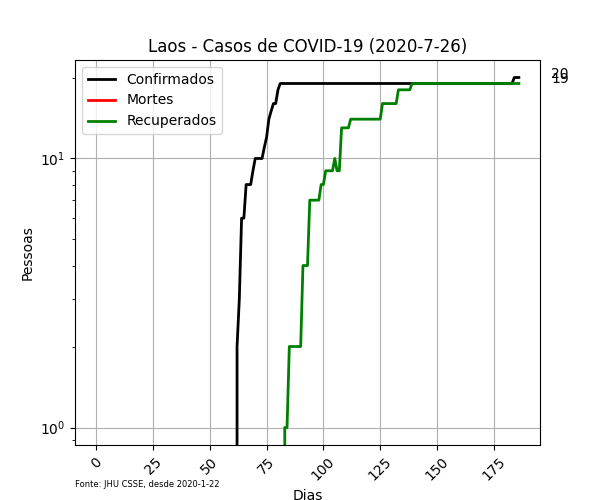 Laos - Casos de COVID-19 (2020-7-26)
Confirmados
Mortes
Recuperados
20
19
10¹
10⁰
Pessoas
0
25
50
75
100
125
150
175
Fonte: JHU CSSE, desde 2020-1-22
Dias